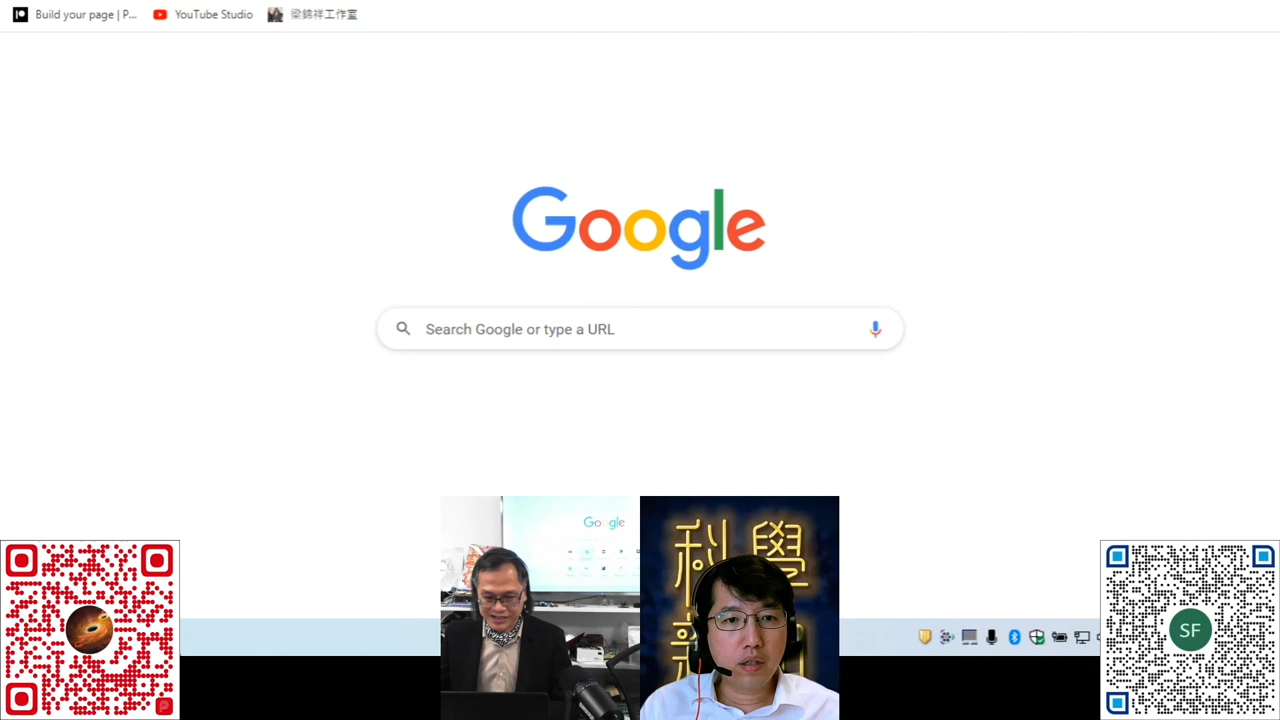 Build your page | P...
YouTube Studio
梁錦祥工作室
Google
Search Google or type a URL
Google
科學
SF